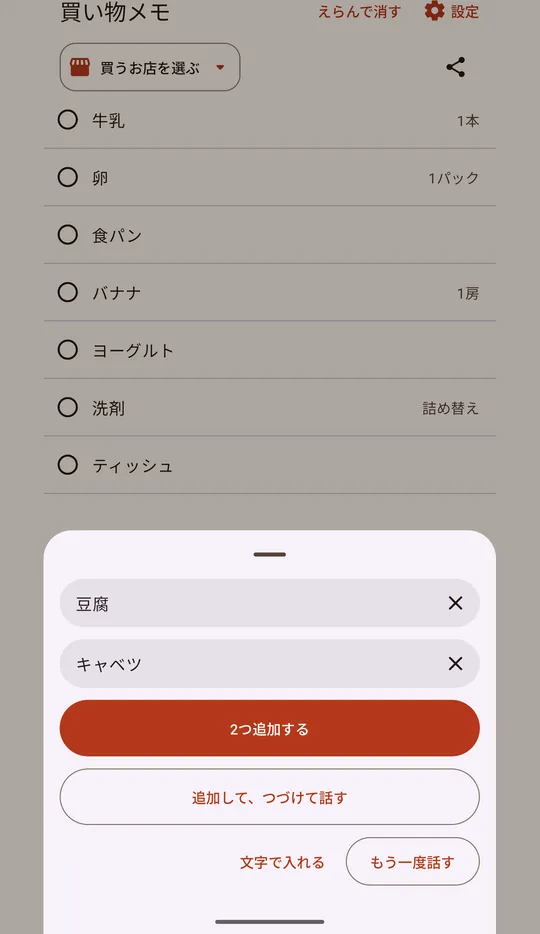 買い物メモ
えらんで消す
設定
買うお店を選ぶ
牛乳 1本
卵 1パック
食パン
バナナ 1房
ヨーグルト
洗剤 詰め替え
ティッシュ
豆腐
キャベツ
2つ追加する
追加して、つづけて話す
文字で入れる
もう一度話す